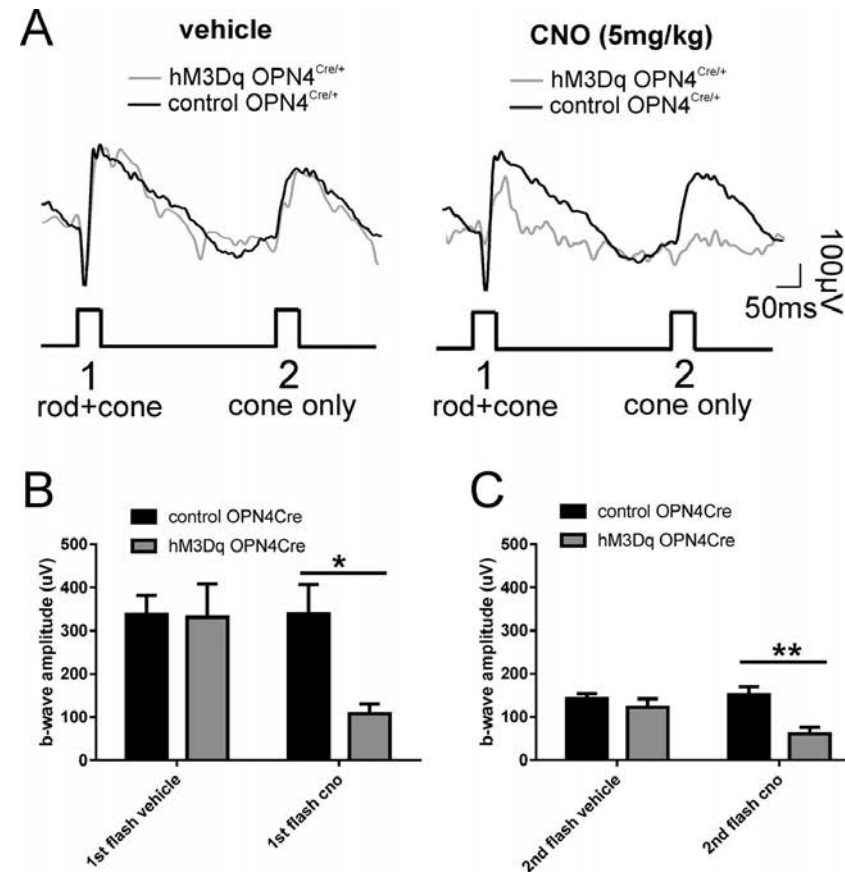 A
vehicle
hM3Dq OPN4Cre/+
control OPN4Cre/+
CNO (5mg/kg)
hM3Dq OPN4Cre/+
control OPN4Cre/+
100µV
50ms
1
rod+cone
2
cone only
1
rod+cone
2
cone only
B
control OPN4Cre
hM3Dq OPN4Cre
b-wave amplitude (uV)
500
400
300
200
100
0
*
1st flash vehicle
1st flash cno
C
control OPN4Cre
hM3Dq OPN4Cre
b-wave amplitude (uV)
500
400
300
200
100
0
**
2nd flash vehicle
2nd flash cno